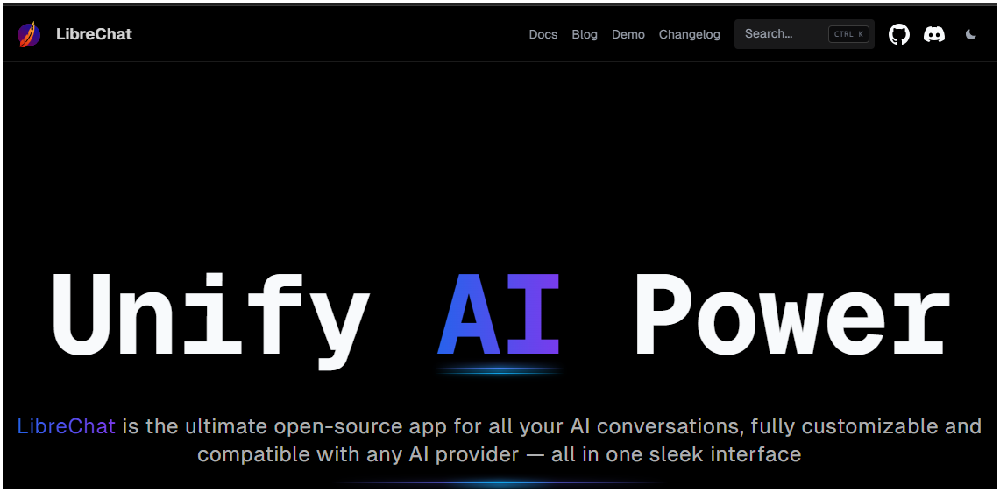 LibreChat
Docs Blog Demo Changelog Search... CTRL K
Unify AI Power
LibreChat is the ultimate open-source app for all your AI conversations, fully customizable and
compatible with any AI provider — all in one sleek interface